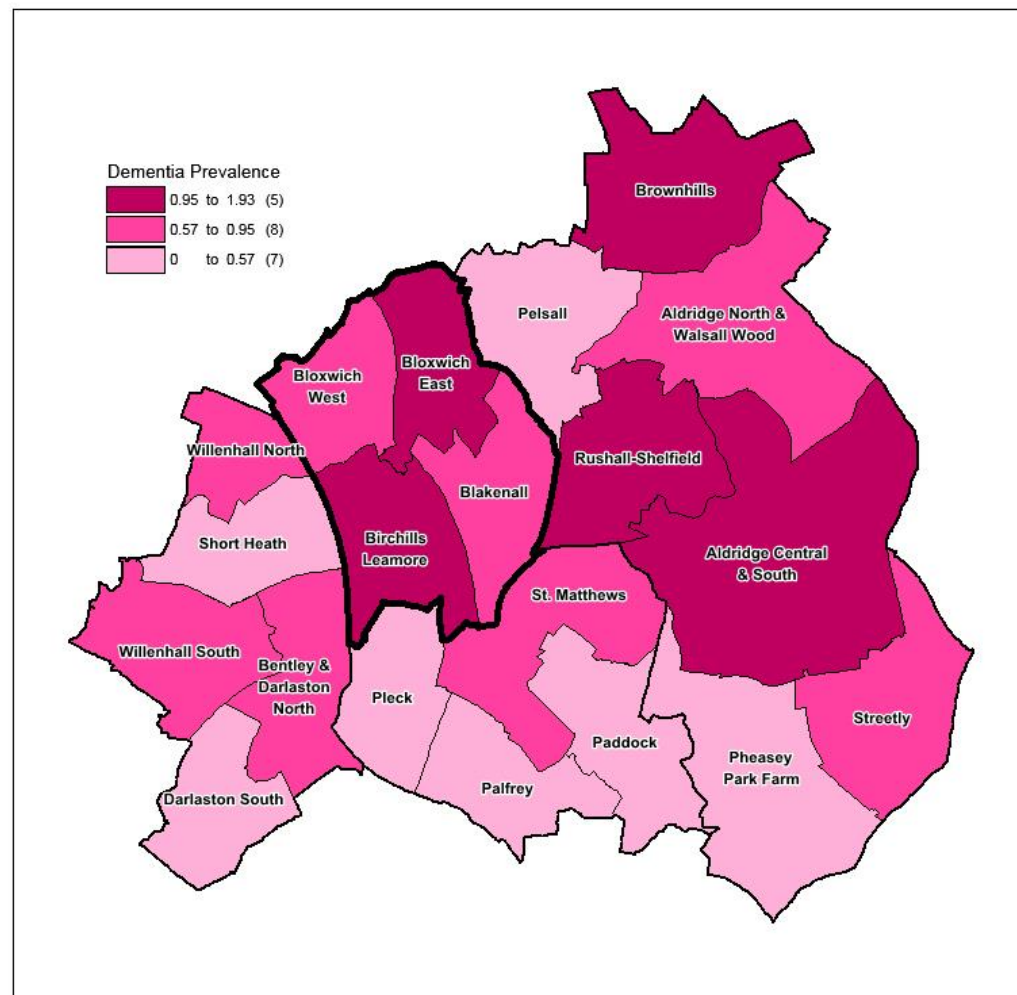 Dementia Prevalence
0.95 to 1.93 (5)
0.57 to 0.95 (8)
0 to 0.57 (7)
Brownhills
Pelsall
Aldridge North &
Walsall Wood
Bloxwich
East
Bloxwich
West
Willenhall North
Rushall-Shelfield
Blakenall
Short Heath
Birchills
Leamore
Aldridge Central
& South
St. Matthews
Willenhall South
Bentley &
Darlaston
North
Pleck
Streetly
Paddock
Pheasey
Park Farm
Palfrey
Darlaston South